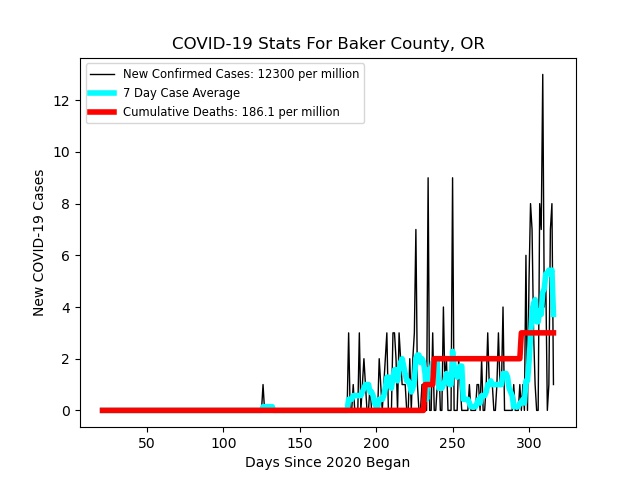 COVID-19 Stats For Baker County, OR
New Confirmed Cases: 12300 per million
7 Day Case Average
Cumulative Deaths: 186.1 per million
New COVID-19 Cases
12
10
8
6
4
2
0
50
100
150
200
250
300
Days Since 2020 Began